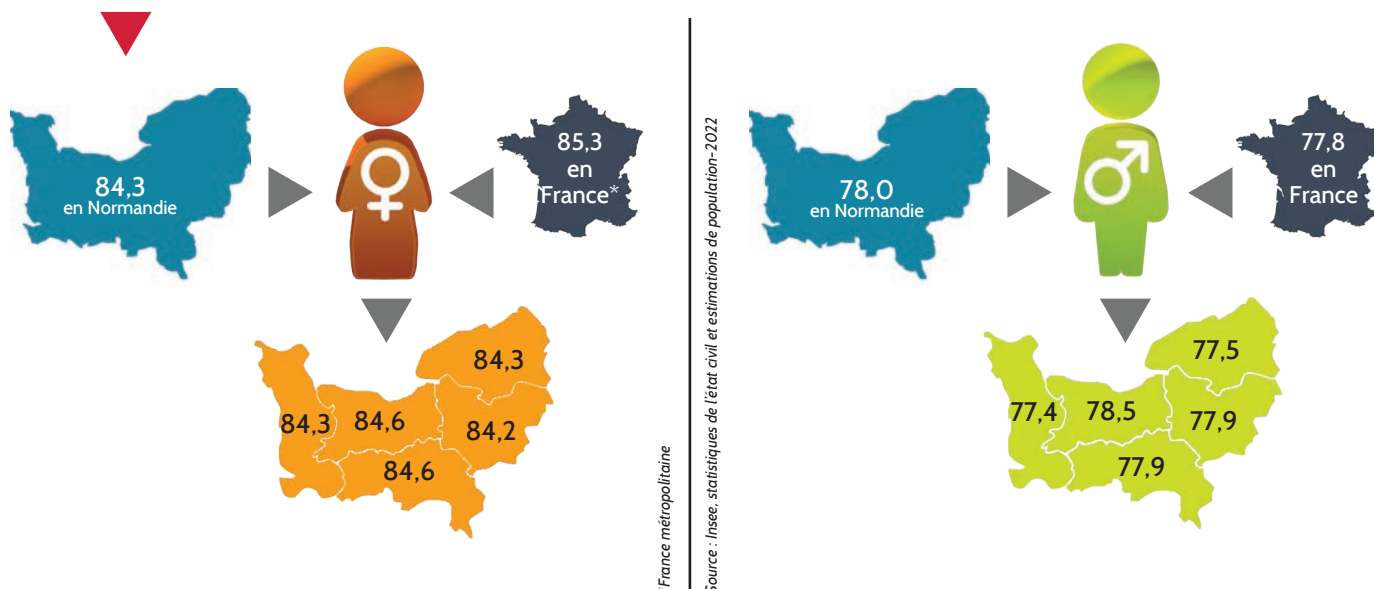 84,3
en Normandie
85,3
en
France*
84,3
84,3
84,6
84,2
84,6
*France métropolitaine
Source : Insee, statistiques de l'état civil et estimations de population-2022
78,0
en Normandie
77,8
en
France
77,5
77,4
78,5
77,9
77,9